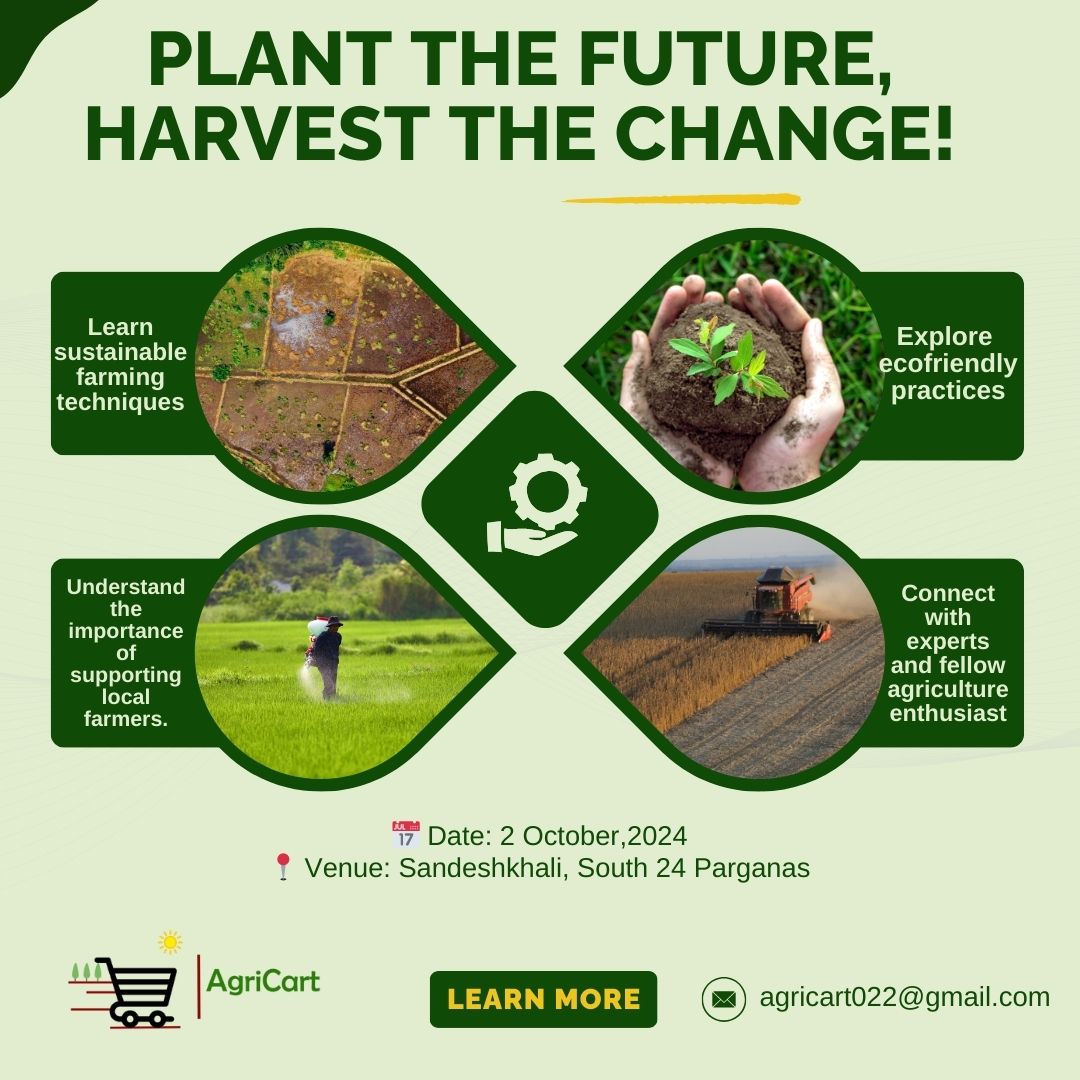 PLANT THE FUTURE,
HARVEST THE CHANGE!
Learn
sustainable
farming
techniques
Explore
ecofriendly
practices
Understand
the
importance
of
supporting
local
farmers.
Connect
with
experts
and fellow
agriculture
enthusiast
JUL
17
Date: 2 October,2024
Venue: Sandeshkhali, South 24 Parganas
AgriCart
LEARN MORE
agricart022@gmail.com